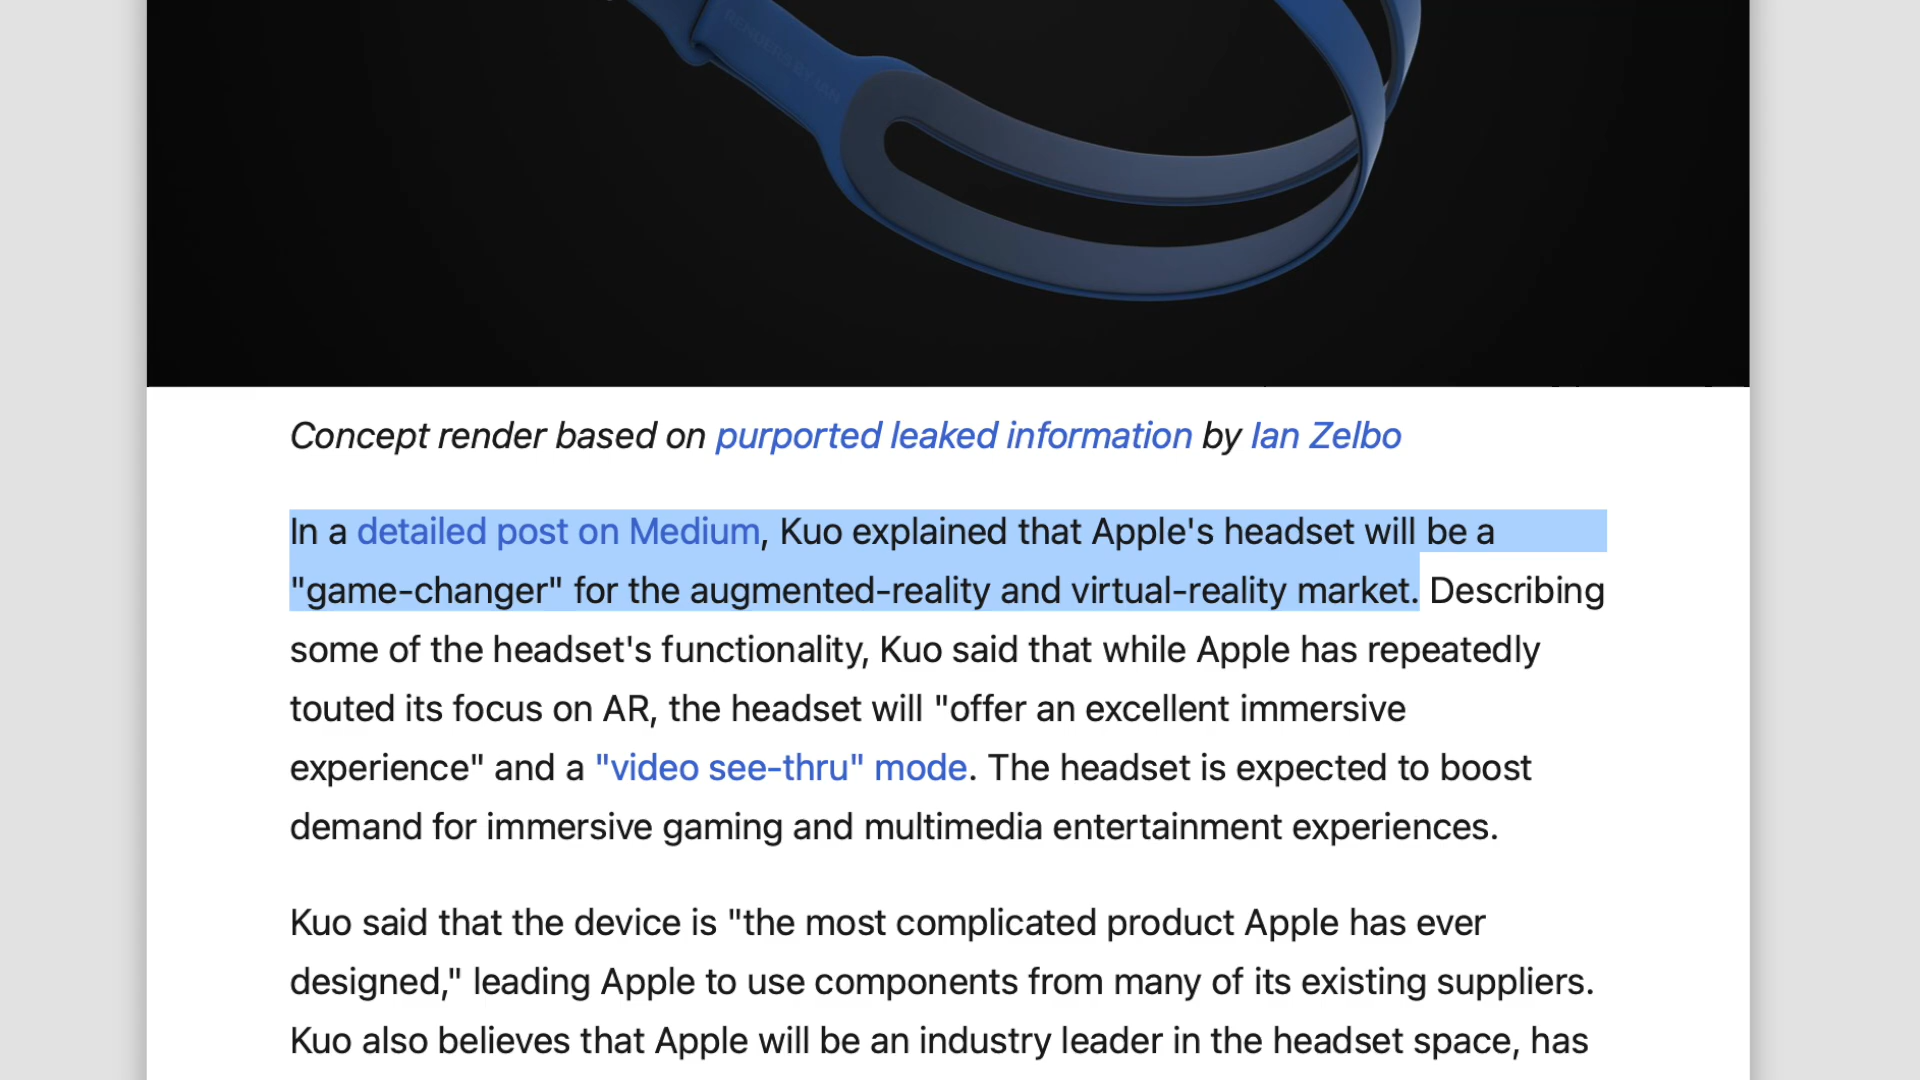 Concept render based on purported leaked information by Ian Zelbo
In a detailed post on Medium, Kuo explained that Apple's headset will be a
"game-changer" for the augmented-reality and virtual-reality market. Describing
some of the headset's functionality, Kuo said that while Apple has repeatedly
touted its focus on AR, the headset will "offer an excellent immersive
experience" and a "video see-thru" mode. The headset is expected to boost
demand for immersive gaming and multimedia entertainment experiences.
Kuo said that the device is "the most complicated product Apple has ever
designed," leading Apple to use components from many of its existing suppliers.
Kuo also believes that Apple will be an industry leader in the headset space, has